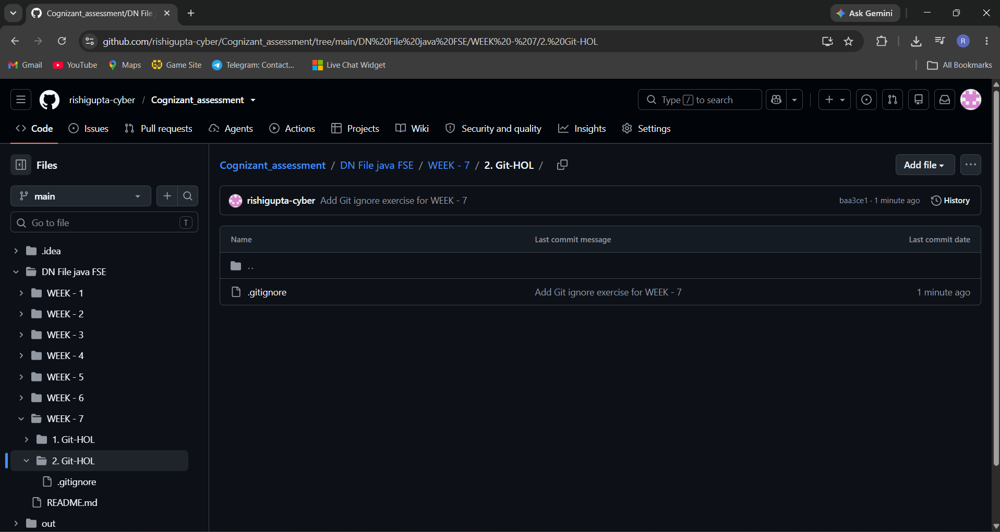 Cognizant_assessment/DN File
Ask Gemini
github.com/rishigupta-cyber/Cognizant_assessment/tree/main/DN%20File%20java%20FSE/WEEK%20-%207/2.%20Git-HOL
R
Gmail
YouTube
Maps
Game Site
Telegram: Contact...
Live Chat Widget
All Bookmarks
rishigupta-cyber / Cognizant_assessment
Type / to search
Code
Issues
Pull requests
Agents
Actions
Projects
Wiki
Security and quality
Insights
Settings
Files
main
Go to file
T
.idea
DN File java FSE
WEEK - 1
WEEK - 2
WEEK - 3
WEEK - 4
WEEK - 5
WEEK - 6
WEEK - 7
1. Git-HOL
2. Git-HOL
.gitignore
README.md
out
Cognizant_assessment / DN File java FSE / WEEK - 7 / 2. Git-HOL /
Add file
rishigupta-cyber Add Git ignore exercise for WEEK - 7
baa3ce1 · 1 minute ago
History
Name
Last commit message
Last commit date
..
.gitignore
Add Git ignore exercise for WEEK - 7
1 minute ago